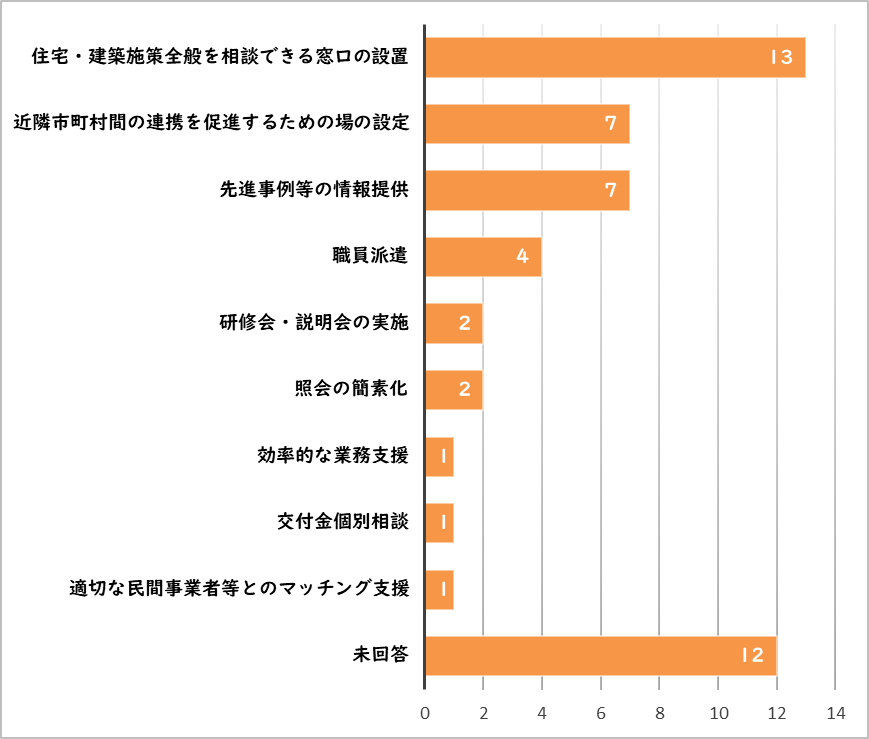 住宅・建築施策全般を相談できる窓口の設置 13
近隣市町村間の連携を促進するための場の設定 7
先進事例等の情報提供 7
職員派遣 4
研修会・説明会の実施 2
照会の簡素化 2
効率的な業務支援 1
交付金個別相談 1
適切な民間事業者等とのマッチング支援 1
未回答 12
0 2 4 6 8 10 12 14